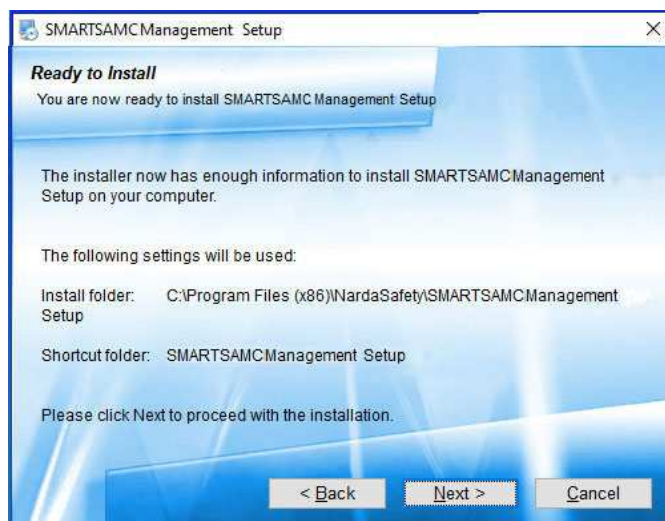 SMARTSAMCManagement Setup
Ready to Install
You are now ready to install SMARTSAMC Management Setup
The installer now has enough information to install SMARTSAMCManagement
Setup on your computer.
The following settings will be used:
Install folder: C:\Program Files (x86)\NardaSafety\SMARTSAMCManagement
Setup
Shortcut folder: SMARTSAMCManagement Setup
Please click Next to proceed with the installation.
< Back Next > Cancel